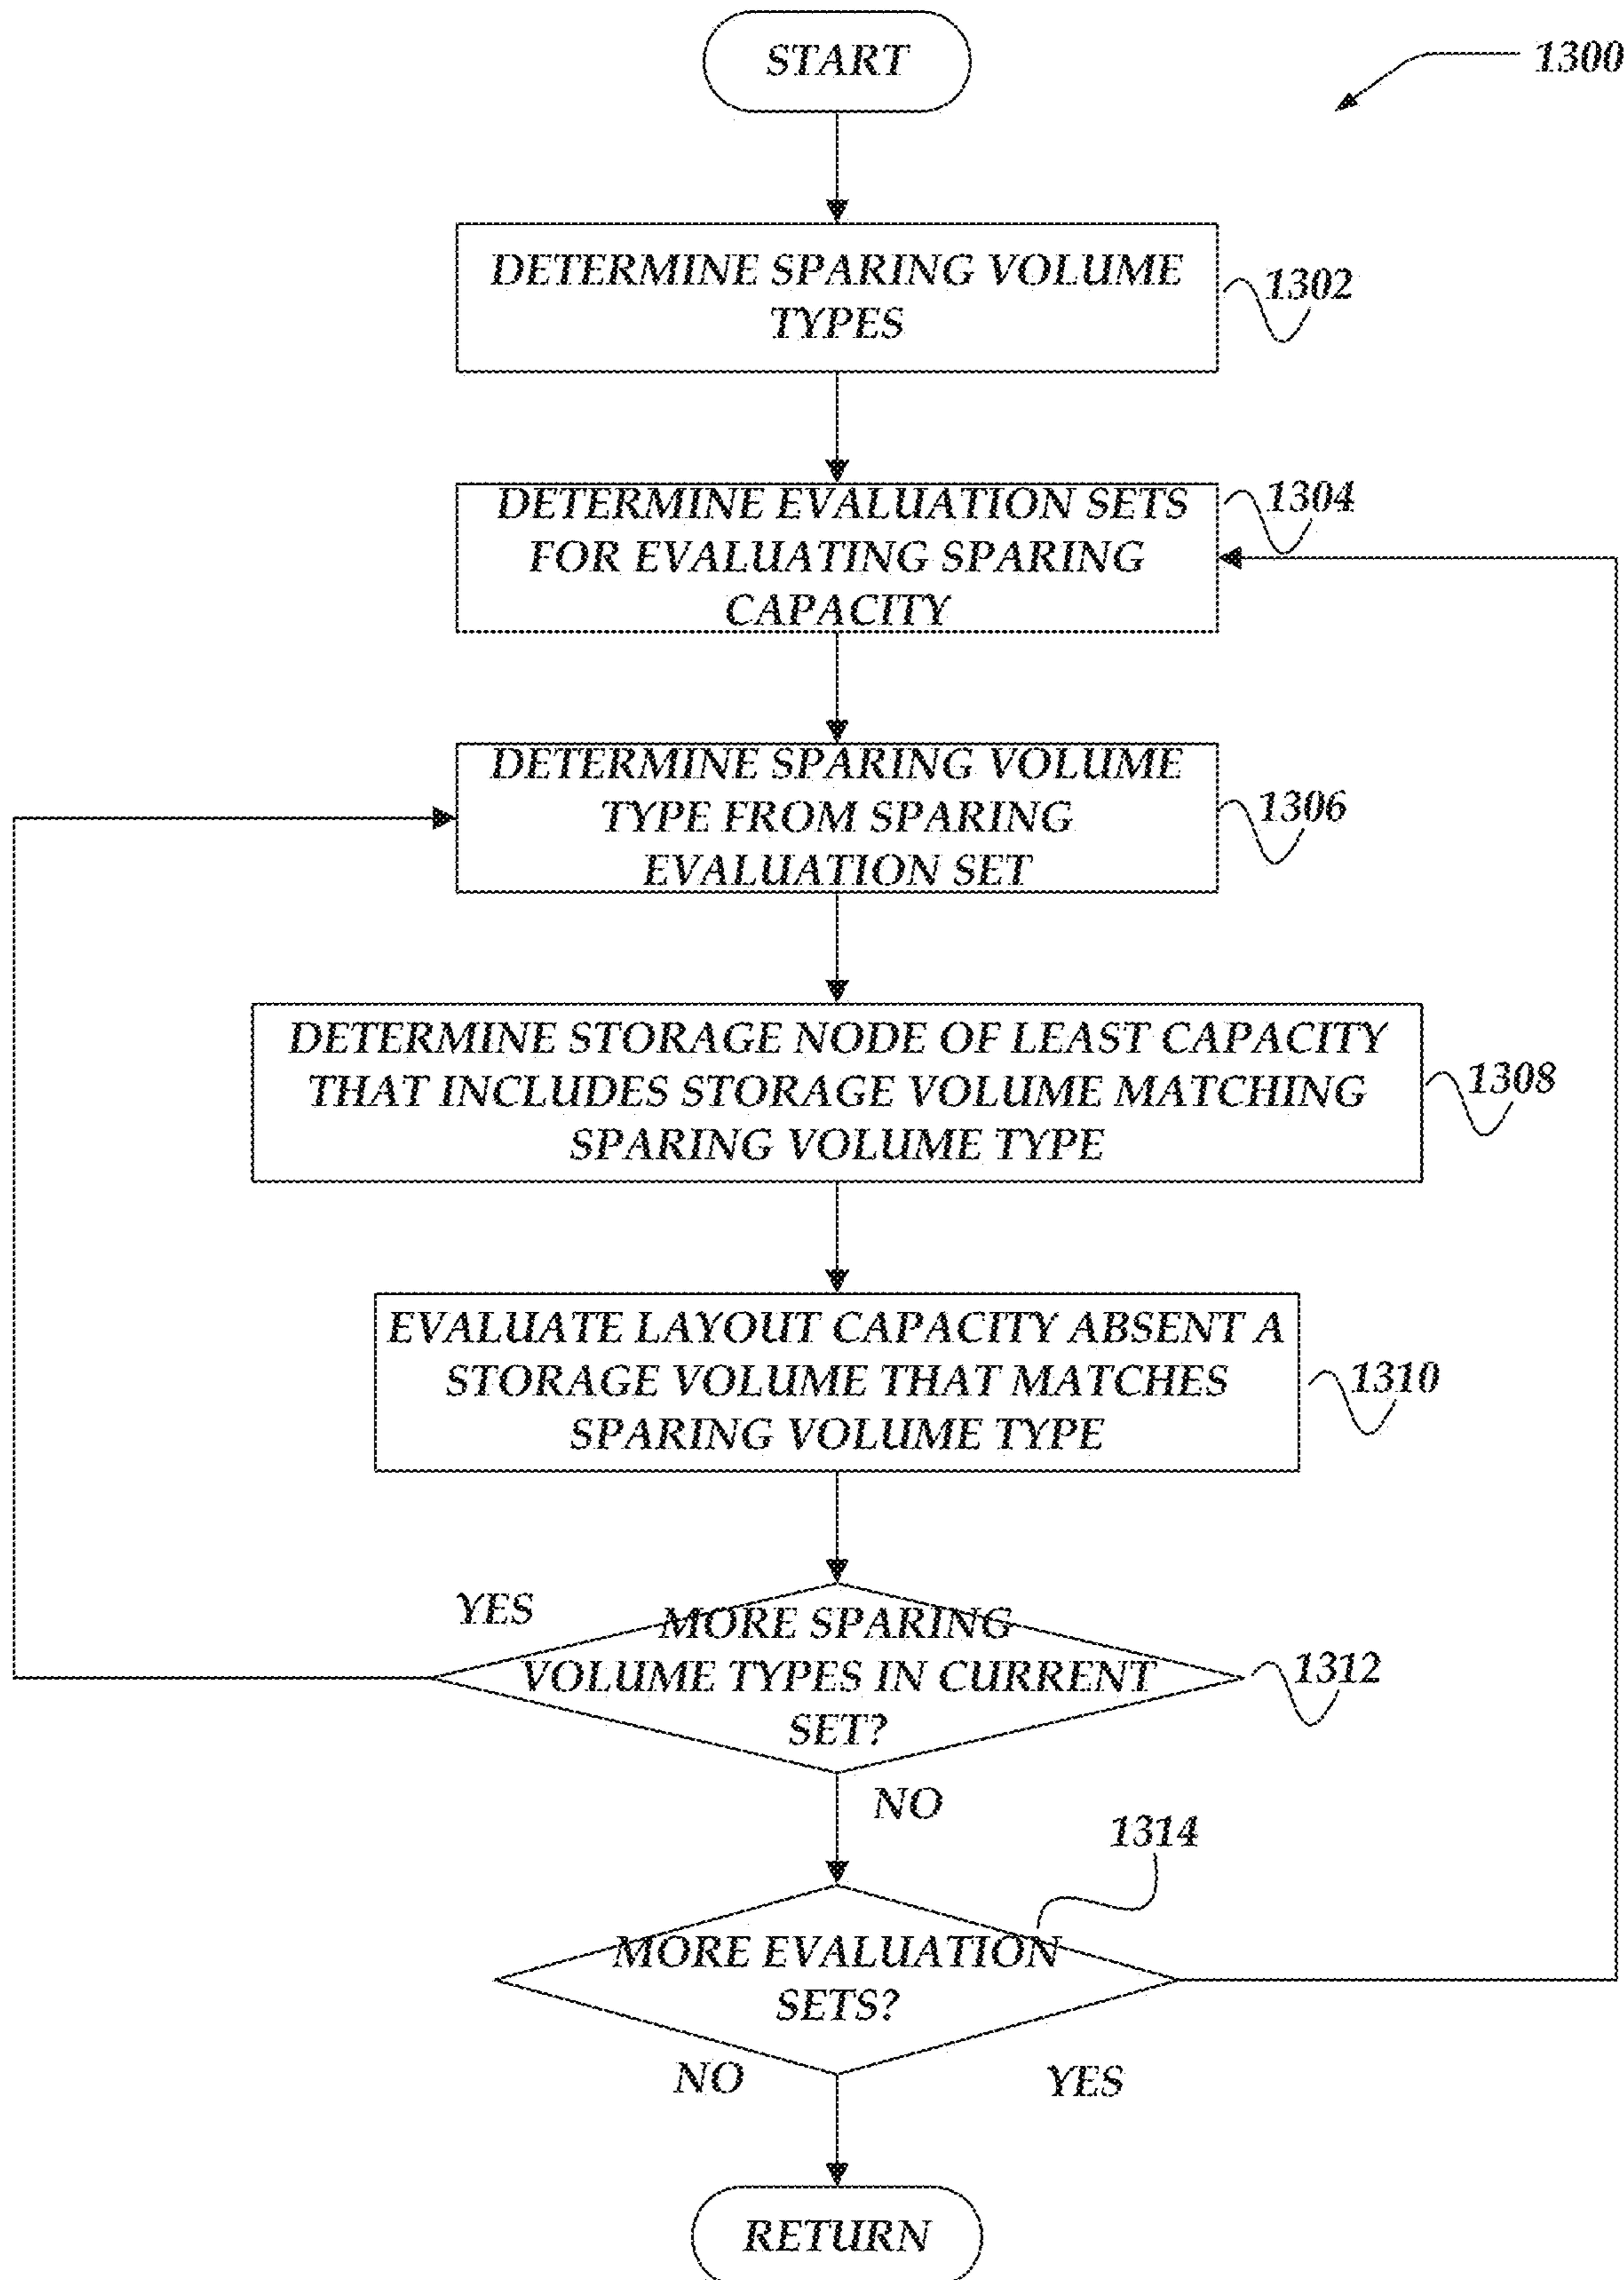 START
1300
DETERMINE SPARING VOLUME
TYPES
1302
DETERMINE EVALUATION SETS
FOR EVALUATING SPARING
CAPACITY
1304
DETERMINE SPARING VOLUME
TYPE FROM SPARING
EVALUATION SET
1306
DETERMINE STORAGE NODE OF LEAST CAPACITY
THAT INCLUDES STORAGE VOLUME MATCHING
SPARING VOLUME TYPE
1308
EVALUATE LAYOUT CAPACITY ABSENT A
STORAGE VOLUME THAT MATCHES
SPARING VOLUME TYPE
1310
YES
MORE SPARING
VOLUME TYPES IN CURRENT
SET?
1312
NO
1314
MORE EVALUATION
SETS?
NO
YES
RETURN